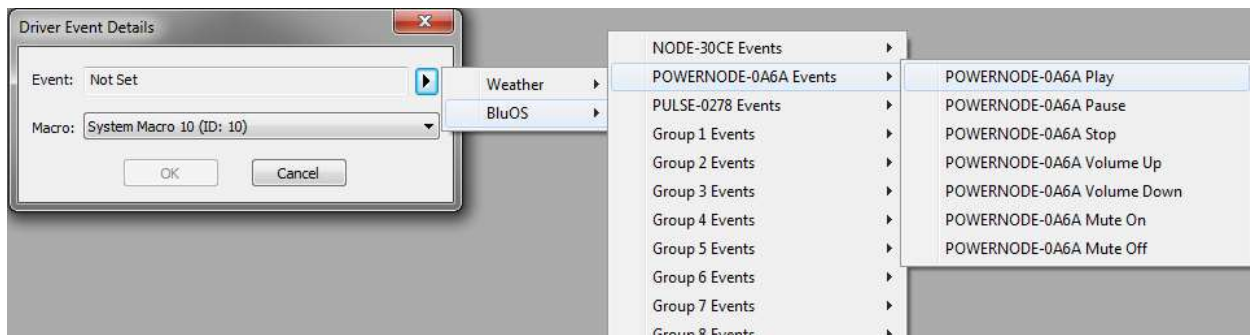 Driver Event Details
Event: Not Set
Macro: System Macro 10 (ID: 10)
OK Cancel
Weather
BluOS
NODE-30CE Events
POWERNODE-0A6A Events
PULSE-0278 Events
Group 1 Events
Group 2 Events
Group 3 Events
Group 4 Events
Group 5 Events
Group 6 Events
Group 7 Events
Group 8 Events
POWERNODE-0A6A Play
POWERNODE-0A6A Pause
POWERNODE-0A6A Stop
POWERNODE-0A6A Volume Up
POWERNODE-0A6A Volume Down
POWERNODE-0A6A Mute On
POWERNODE-0A6A Mute Off